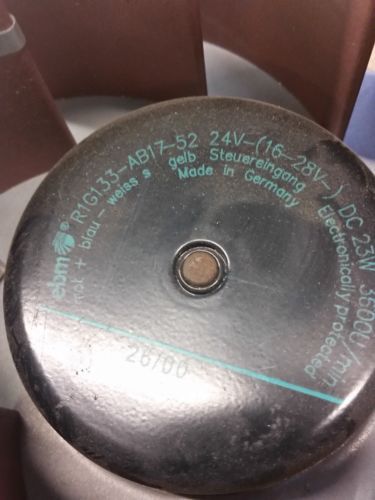 ebm R1G133-AB17-52 24V-(16-28V-) DC 23W 3600U/min
rot + blau - weiss s gelb Steuereingang Electronically protected
Made in Germany
26/00